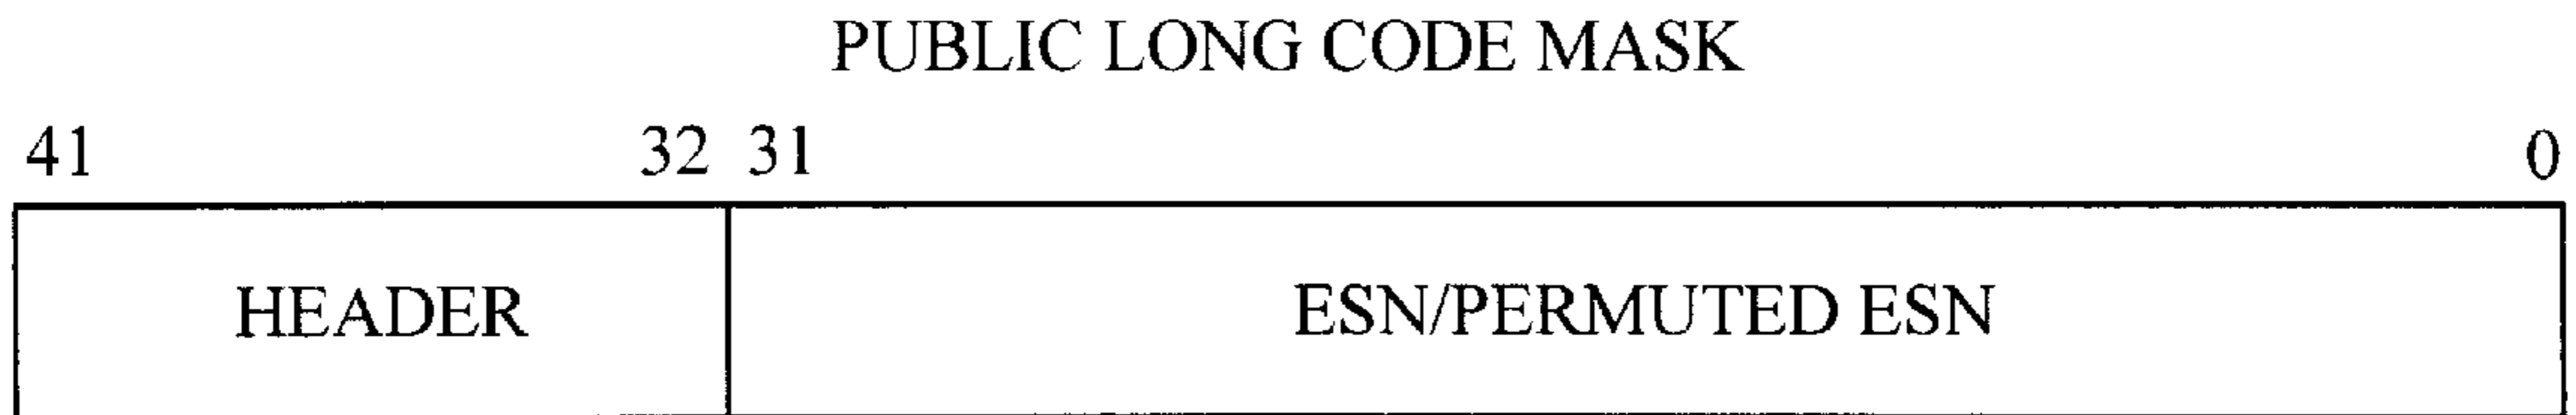 PUBLIC LONG CODE MASK
41 32 31 0
HEADER ESN/PERMUTED ESN